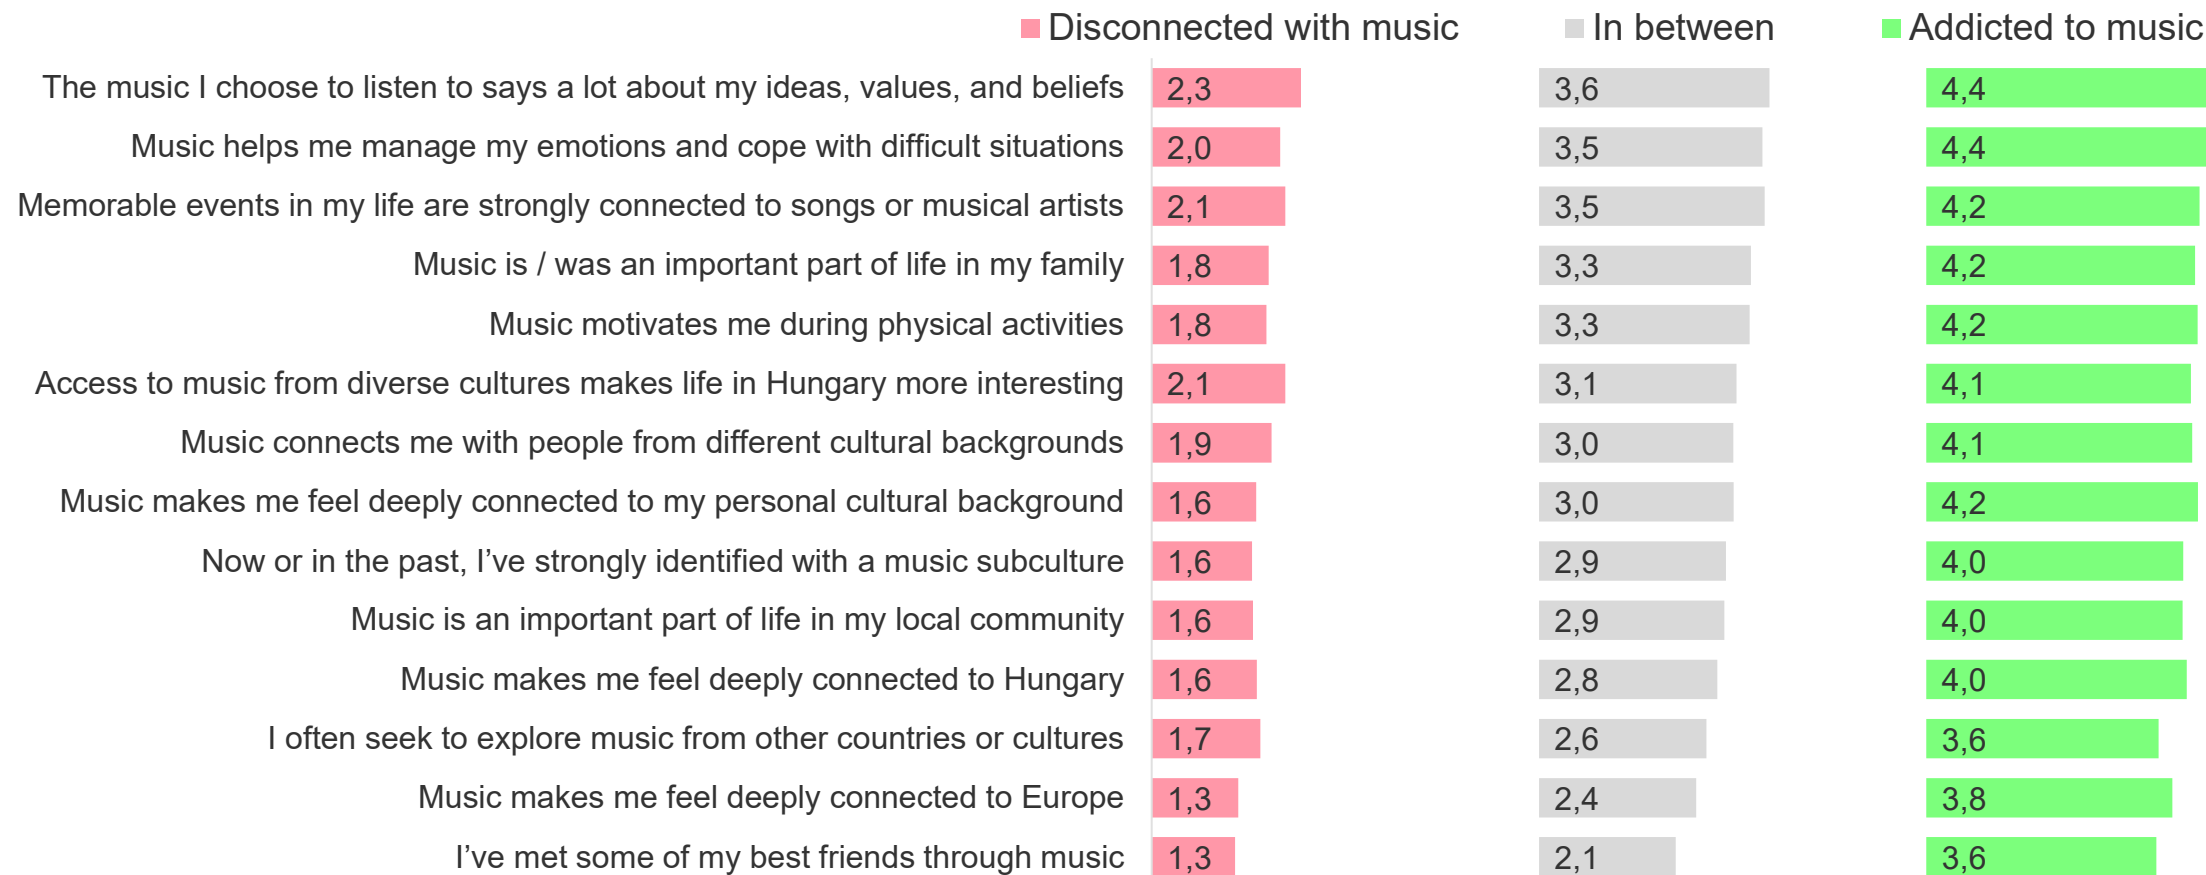 Disconnected with music In between Addicted to music
The music I choose to listen to says a lot about my ideas, values, and beliefs 2,3 3,6 4,4
Music helps me manage my emotions and cope with difficult situations 2,0 3,5 4,4
Memorable events in my life are strongly connected to songs or musical artists 2,1 3,5 4,2
Music is / was an important part of life in my family 1,8 3,3 4,2
Music motivates me during physical activities 1,8 3,3 4,2
Access to music from diverse cultures makes life in Hungary more interesting 2,1 3,1 4,1
Music connects me with people from different cultural backgrounds 1,9 3,0 4,1
Music makes me feel deeply connected to my personal cultural background 1,6 3,0 4,2
Now or in the past, I’ve strongly identified with a music subculture 1,6 2,9 4,0
Music is an important part of life in my local community 1,6 2,9 4,0
Music makes me feel deeply connected to Hungary 1,6 2,8 4,0
I often seek to explore music from other countries or cultures 1,7 2,6 3,6
Music makes me feel deeply connected to Europe 1,3 2,4 3,8
I’ve met some of my best friends through music 1,3 2,1 3,6